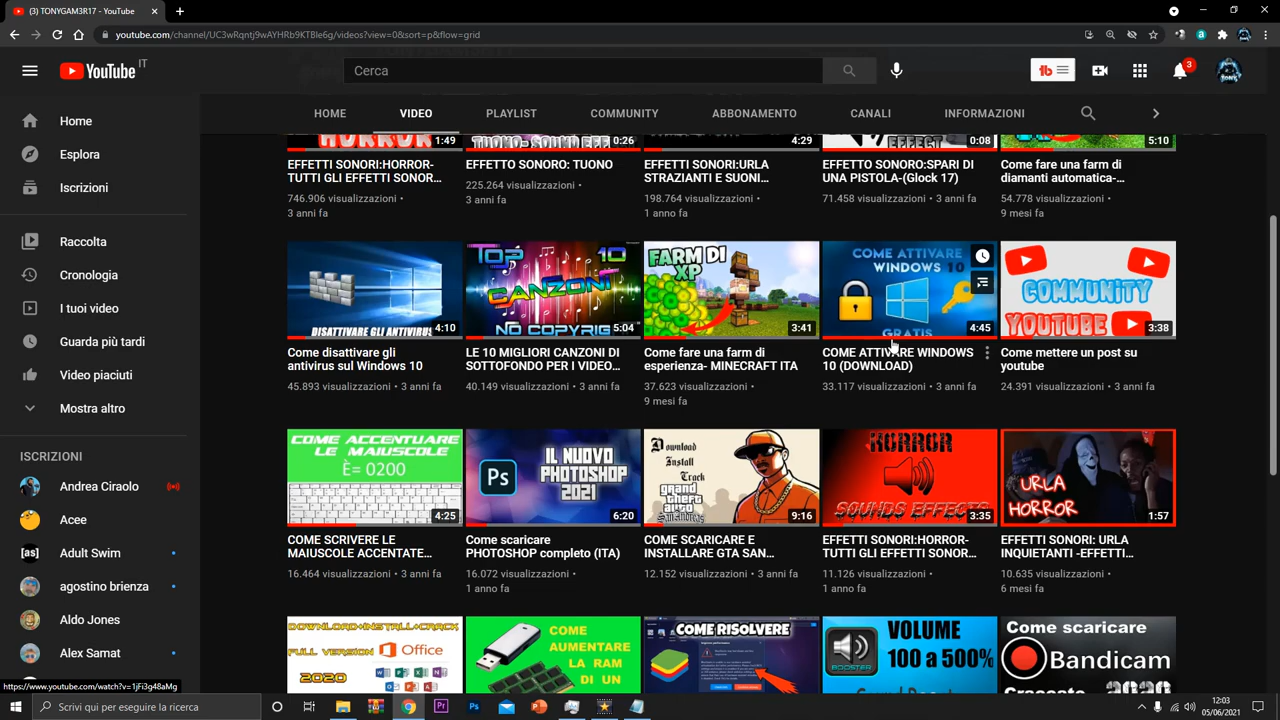 (3) TONYGAM3R17 - YouTube
youtube.com/channel/UC3wRqntj9wAYHRb9KTBle6g/videos?view=0&sort=p&flow=grid
YouTube IT
Cerca
3
HOME
VIDEO
PLAYLIST
COMMUNITY
ABBONAMENTO
CANALI
INFORMAZIONI
Home
Esplora
Iscrizioni
Raccolta
Cronologia
I tuoi video
Guarda più tardi
Video piaciuti
Mostra altro
ISCRIZIONI
Andrea Ciraolo
Acee
[as] Adult Swim
agostino brienza
Aldo Jones
Alex Samat
HORROR
1:49
0:26
4:29
EFFECT
0:08
5:10
EFFETTI SONORI:HORROR-
TUTTI GLI EFFETTI SONOR...
746.906 visualizzazioni •
3 anni fa
EFFETTO SONORO: TUONO
225.264 visualizzazioni •
3 anni fa
EFFETTI SONORI:URLA
STRAZIANTI E SUONI...
198.764 visualizzazioni •
1 anno fa
EFFETTO SONORO:SPARI DI
UNA PISTOLA-(Glock 17)
71.458 visualizzazioni • 3 anni fa
Come fare una farm di
diamanti automatica-...
54.778 visualizzazioni •
9 mesi fa
DISATTIVARE GLI ANTIVIRUS
4:10
TOP 10
CANZONI
NO COPYRIG
5:04
FARM DI
XP
3:41
COME ATTIVARE
WINDOWS 10
GRATIS
4:45
COMMUNITY
YOUTUBE
3:38
Come disattivare gli
antivirus sul Windows 10
45.893 visualizzazioni • 3 anni fa
LE 10 MIGLIORI CANZONI DI
SOTTOFONDO PER I VIDEO...
40.149 visualizzazioni • 3 anni fa
Come fare una farm di
esperienza- MINECRAFT ITA
37.623 visualizzazioni •
9 mesi fa
COME ATTIVARE WINDOWS
10 (DOWNLOAD)
33.117 visualizzazioni • 3 anni fa
Come mettere un post su
youtube
24.391 visualizzazioni • 3 anni fa
COME ACCENTUARE
LE MAIUSCOLE
È= 0200
4:25
Ps
IL NUOVO
PHOTOSHOP
2021
6:20
Download
Install
Crack
grand
theft
auto
San Andreas
9:16
HORROR
SOUNDS EFFECTS
3:35
URLA
HORROR
1:57
COME SCRIVERE LE
MAIUSCOLE ACCENTATE...
16.464 visualizzazioni • 3 anni fa
Come scaricare
PHOTOSHOP completo (ITA)
16.072 visualizzazioni •
1 anno fa
COME SCARICARE E
INSTALLARE GTA SAN...
12.152 visualizzazioni • 3 anni fa
EFFETTI SONORI:HORROR-
TUTTI GLI EFFETTI SONOR...
11.126 visualizzazioni •
1 anno fa
EFFETTI SONORI: URLA
INQUIETANTI -EFFETTI...
10.635 visualizzazioni •
6 mesi fa
DOWNLOAD+INSTALL+CRACK
FULL VERSION
Office
2020
COME
AUMENTARE
LA RAM
DI UN
COME RISOLVERE
BOOSTER
VOLUME
100 a 500%
Come scaricare
Bandic
Craccato 2020
https://www.youtube.com/watch?v=1jFi3g48aMg
Scrivi qui per eseguire la ricerca
12:03
05/06/2021